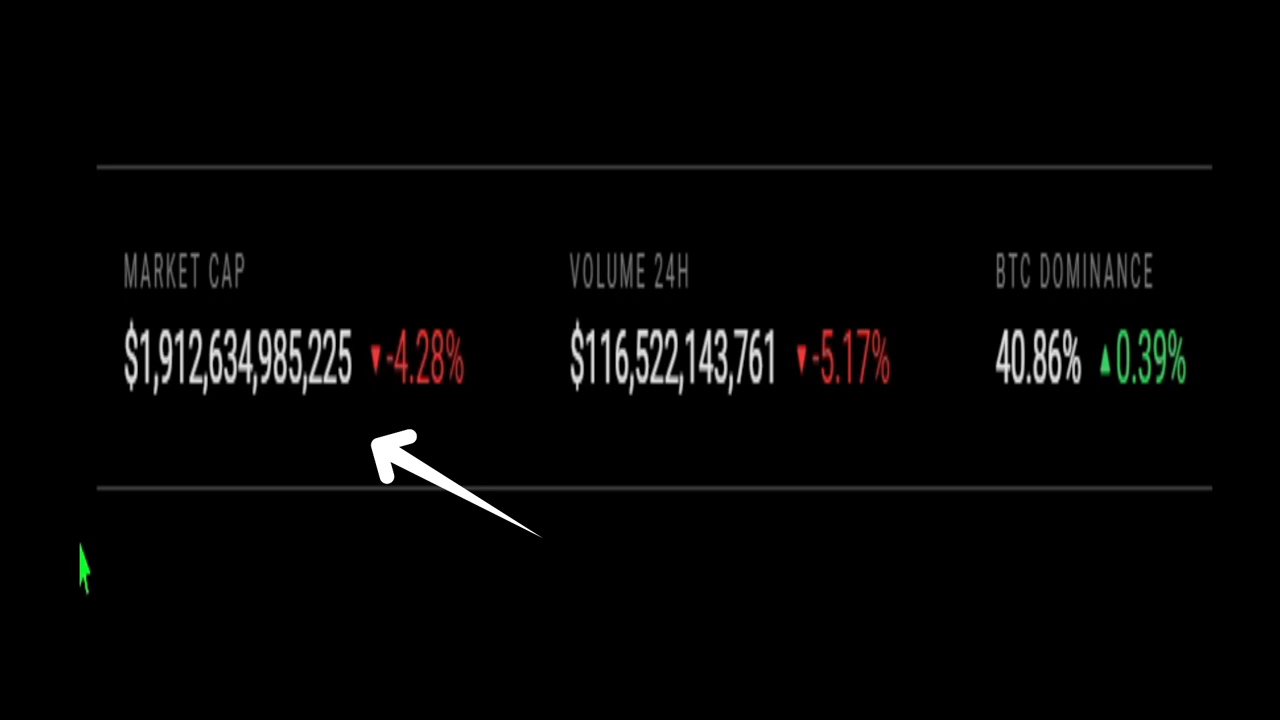 MARKET CAP
$1,912,634,985,225 ▼-4.28%
VOLUME 24H
$116,522,143,761 ▼-5.17%
BTC DOMINANCE
40.86% ▲0.39%